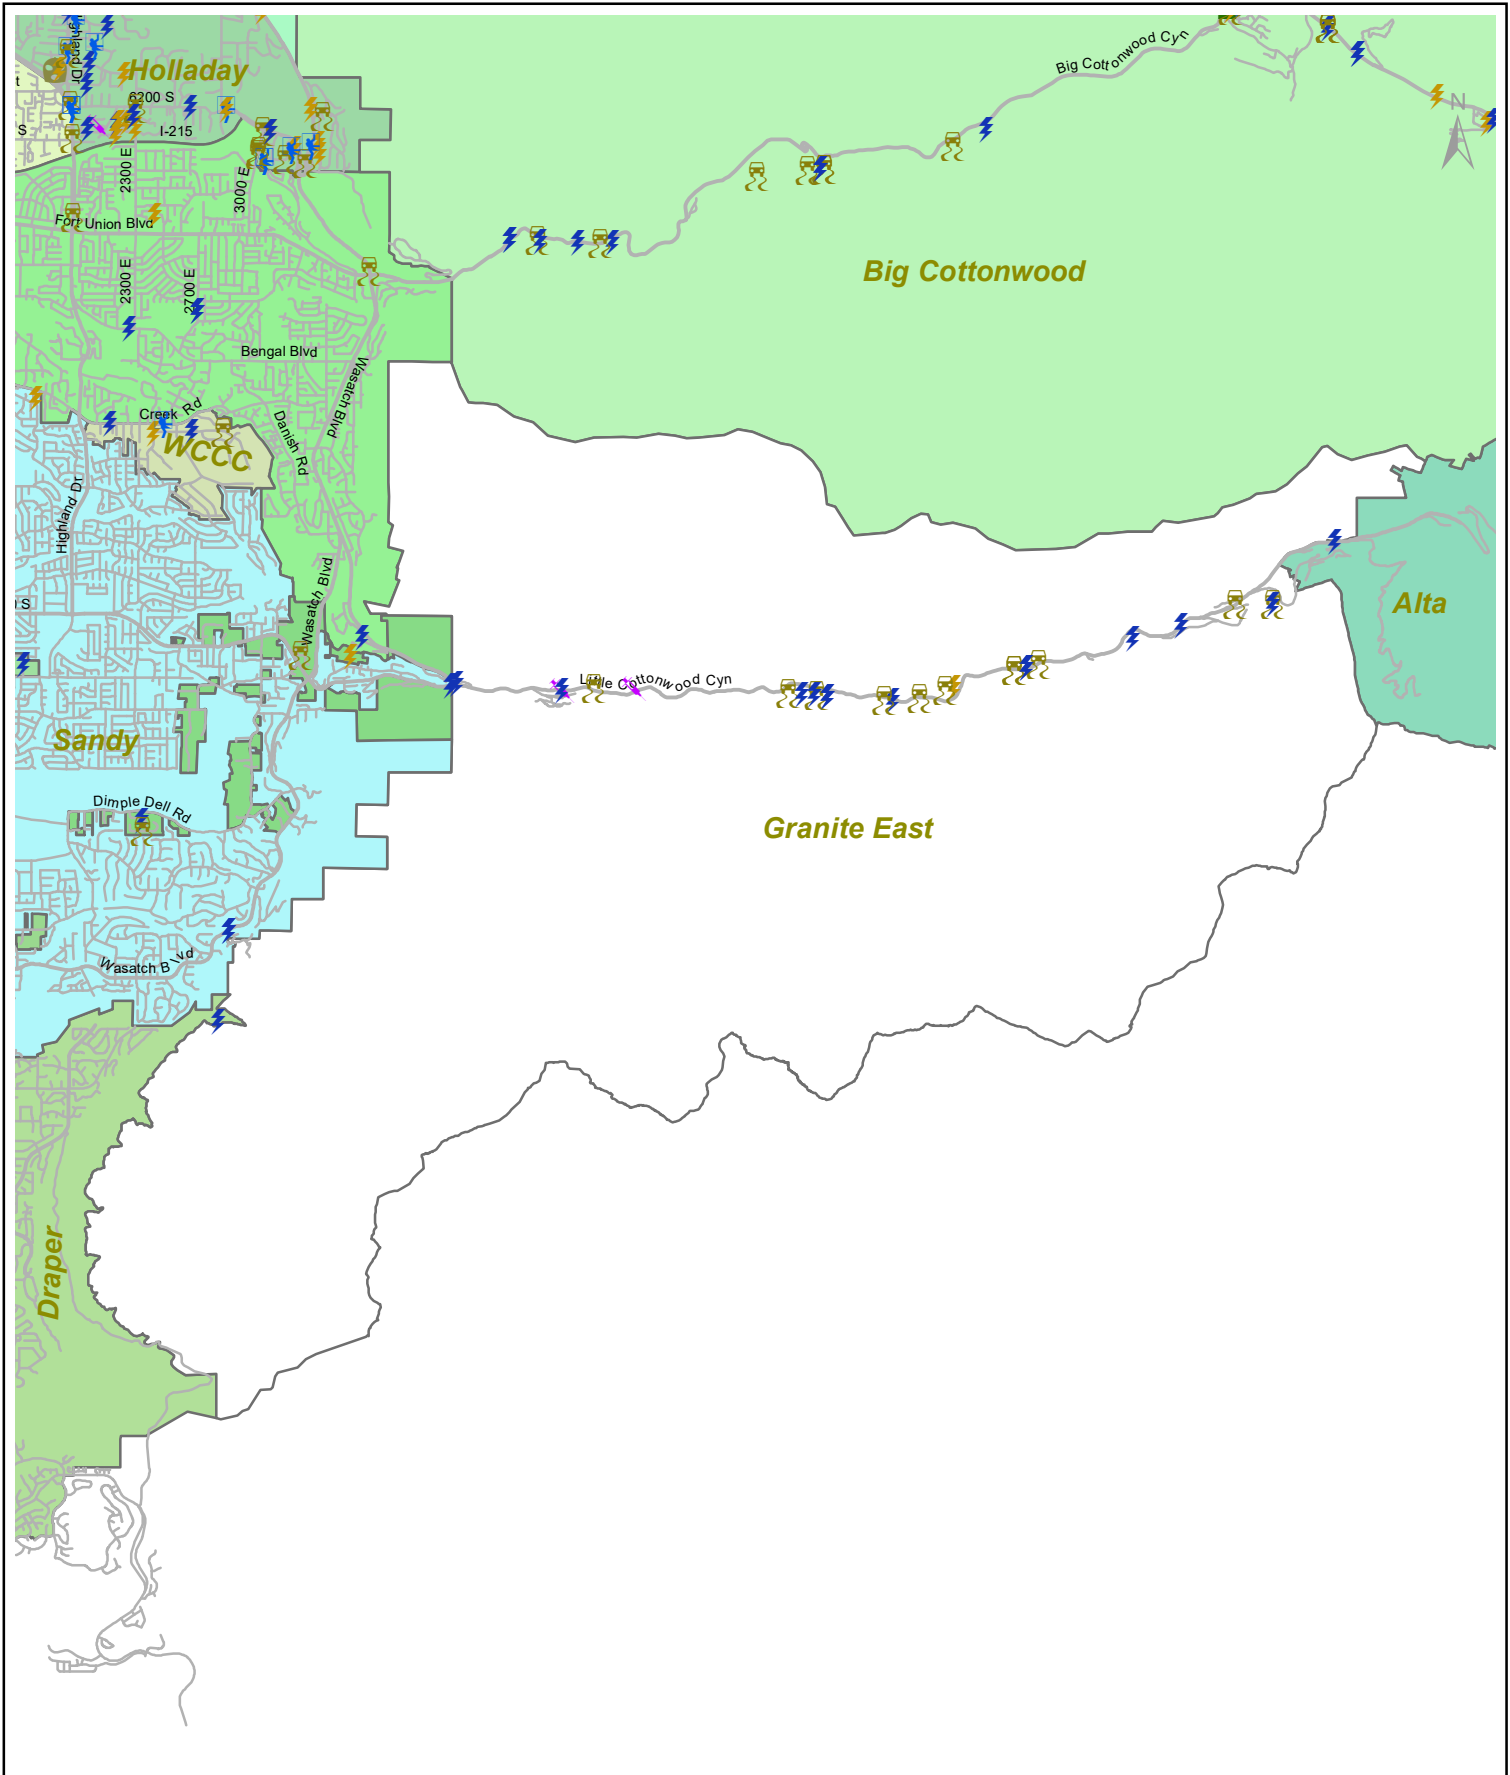 ghland Dr
Holladay
t
6200 S
S
I-215
2300 E
3000 E
Fort Union Blvd
2300 E
2700 E
Bengal Blvd
Wasatch Blvd
Big Cottonwood Cyn
N
Big Cottonwood
Creek Rd
WCCC
Danish Rd
Highland Dr
Wasatch Blvd
S
Alta
Little Cottonwood Cyn
Sandy
Dimple Dell Rd
Granite East
Wasatch Blvd
Draper